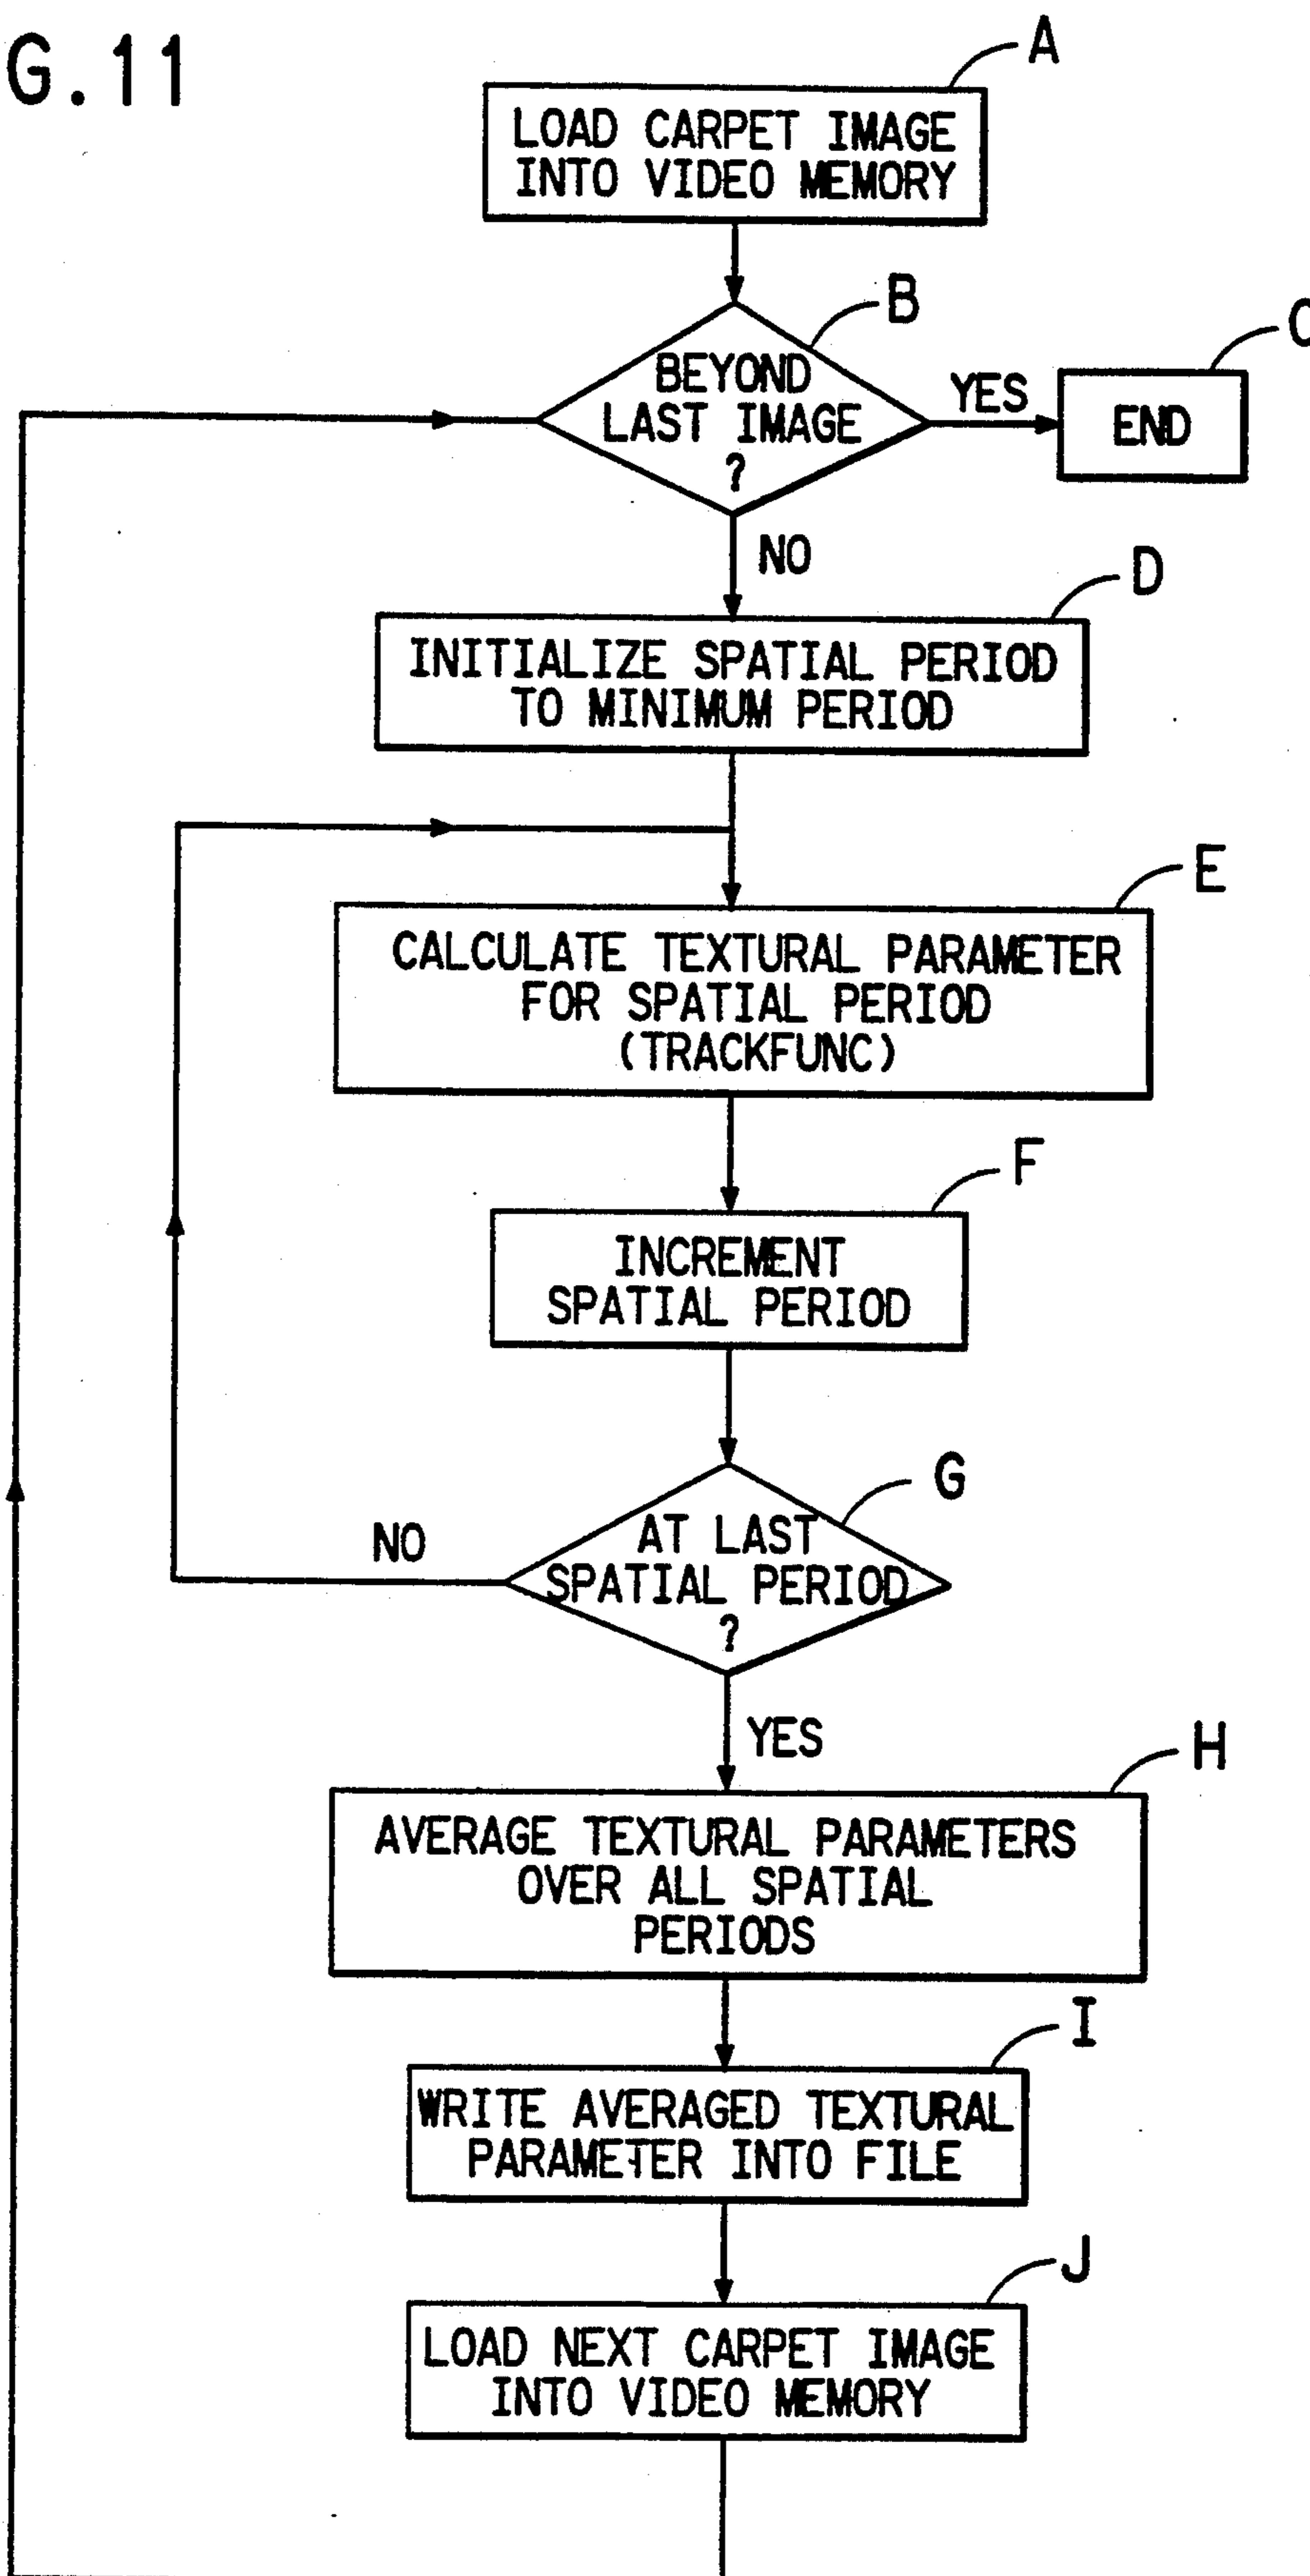 G.11
A
LOAD CARPET IMAGE
INTO VIDEO MEMORY
B
BEYOND
LAST IMAGE
?
YES
C
END
NO
D
INITIALIZE SPATIAL PERIOD
TO MINIMUM PERIOD
E
CALCULATE TEXTURAL PARAMETER
FOR SPATIAL PERIOD
(TRACKFUNC)
F
INCREMENT
SPATIAL PERIOD
G
AT LAST
SPATIAL PERIOD
?
NO
YES
H
AVERAGE TEXTURAL PARAMETERS
OVER ALL SPATIAL
PERIODS
I
WRITE AVERAGED TEXTURAL
PARAMETER INTO FILE
J
LOAD NEXT CARPET IMAGE
INTO VIDEO MEMORY